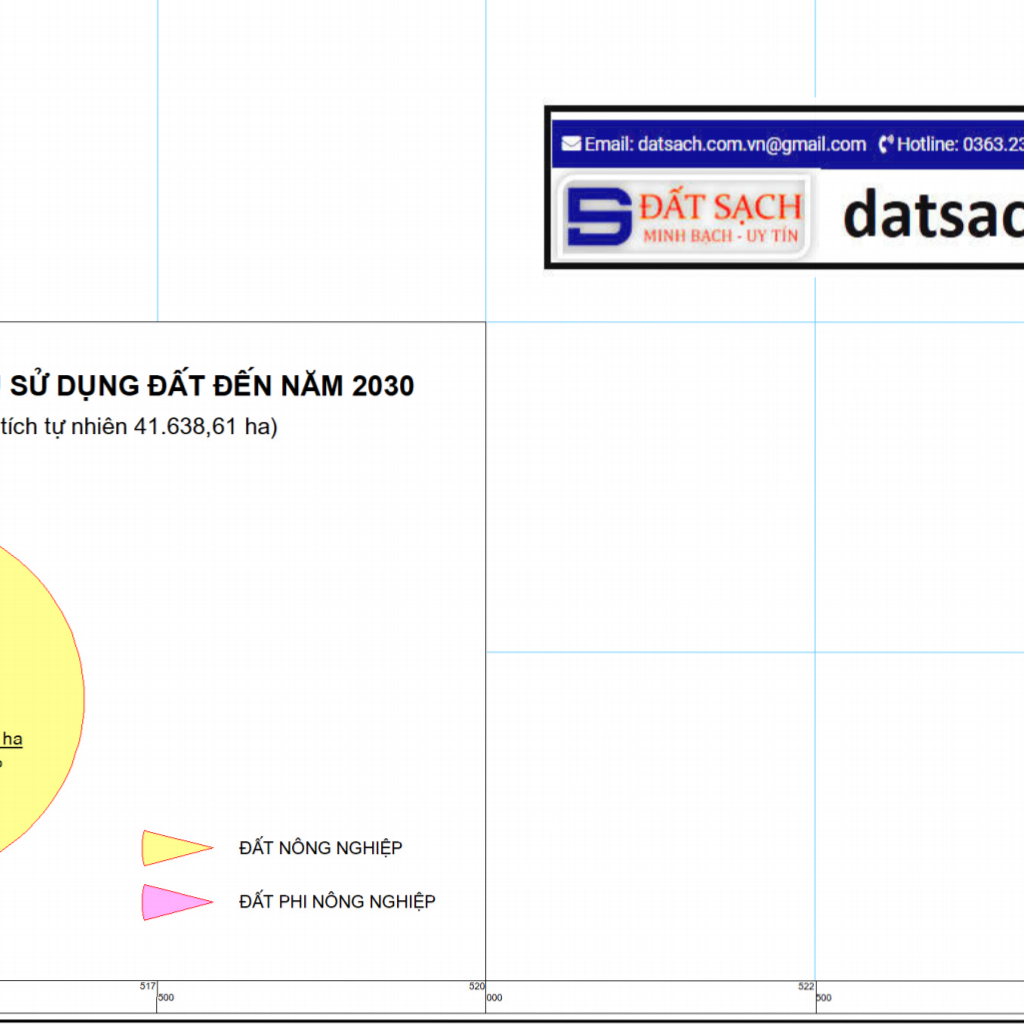 Email: datsach.com.vn@gmail.com Hotline: 0363.23
ĐẤT SẠCH
MINH BẠCH - UY TÍN
datsac
SỬ DỤNG ĐẤT ĐẾN NĂM 2030
tích tự nhiên 41.638,61 ha)
ha
ĐẤT NÔNG NGHIỆP
ĐẤT PHI NÔNG NGHIỆP
517 500
520 000
522 500